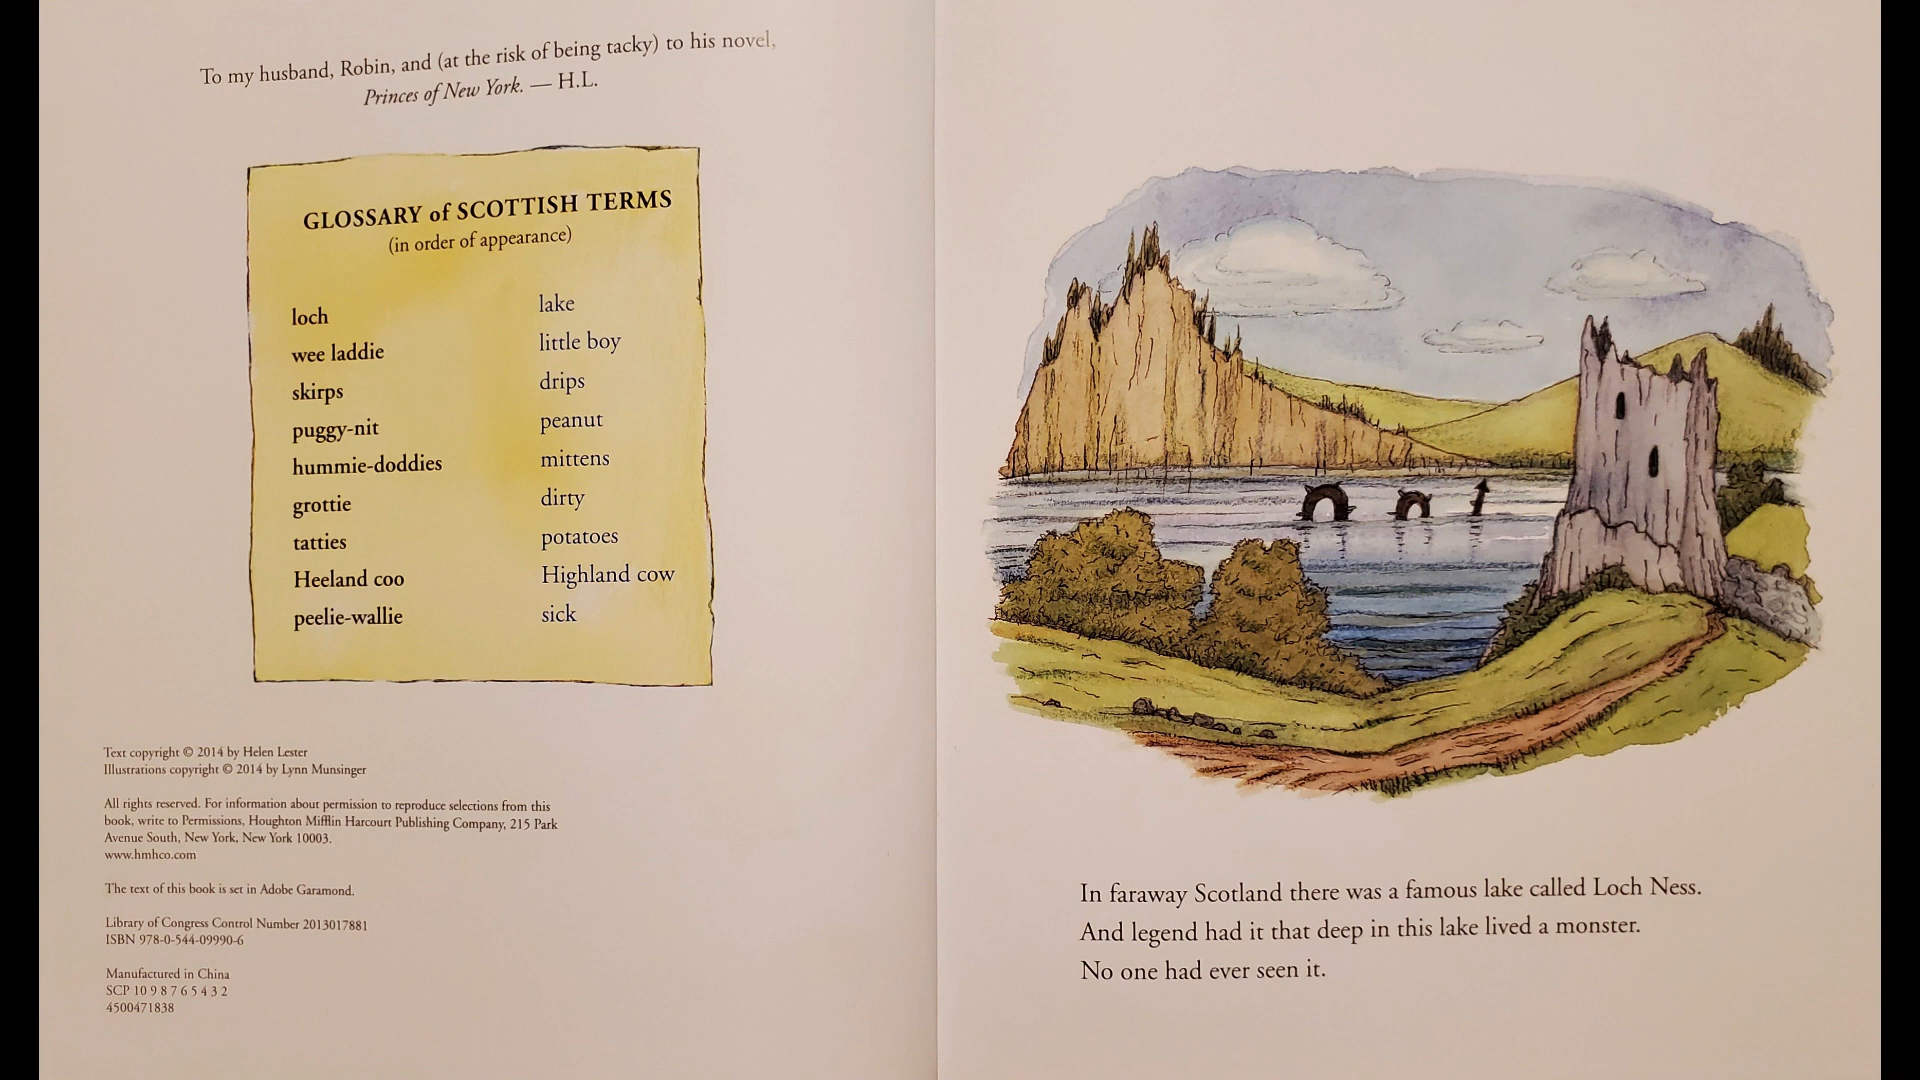 To my husband, Robin, and (at the risk of being tacky) to his novel,
Princes of New York. — H.L.
GLOSSARY of SCOTTISH TERMS
(in order of appearance)
loch lake
wee laddie little boy
skirps drips
puggy-nit peanut
hummie-doddies mittens
grottie dirty
tatties potatoes
Heeland coo Highland cow
peelie-wallie sick
Text copyright © 2014 by Helen Lester
Illustrations copyright © 2014 by Lynn Munsinger
All rights reserved. For information about permission to reproduce selections from this
book, write to Permissions, Houghton Mifflin Harcourt Publishing Company, 215 Park
Avenue South, New York, New York 10003.
www.hmhco.com
The text of this book is set in Adobe Garamond.
Library of Congress Control Number 2013017881
ISBN 978-0-544-09990-6
Manufactured in China
SCP 10 9 8 7 6 5 4 3 2
4500471838
In faraway Scotland there was a famous lake called Loch Ness.
And legend had it that deep in this lake lived a monster.
No one had ever seen it.